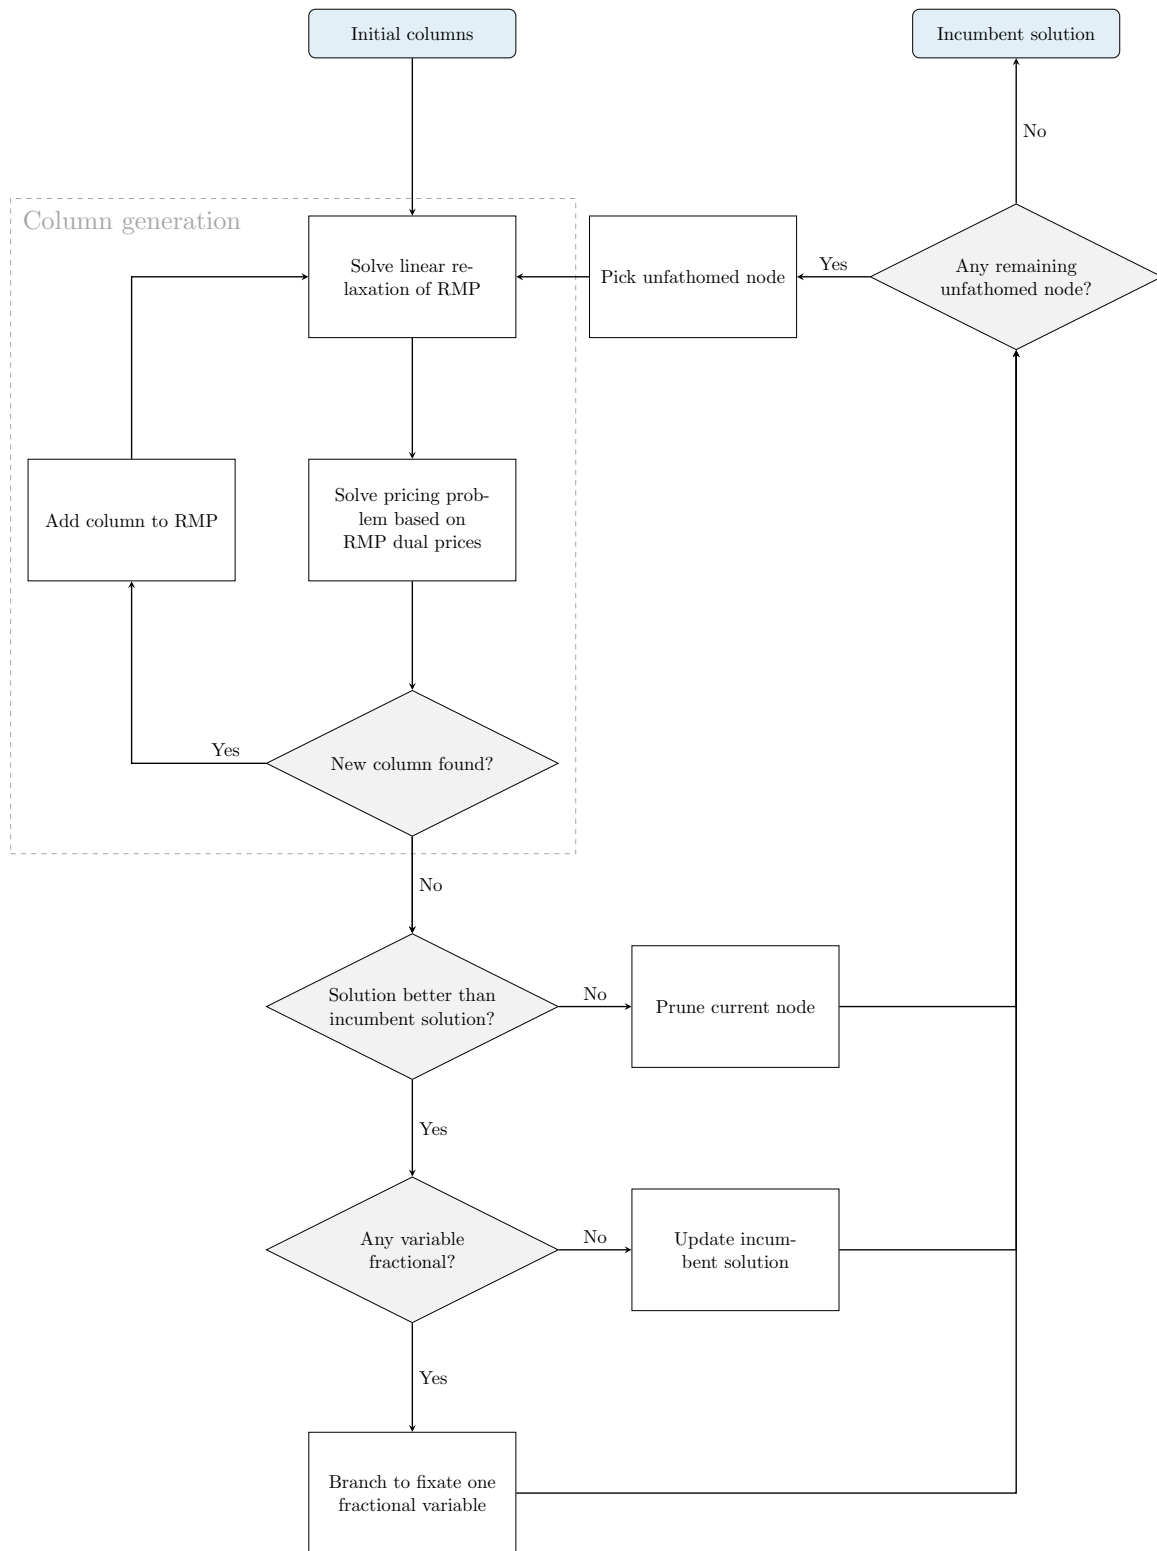 Initial columns
Incumbent solution
No
Column generation
Solve linear re-
laxation of RMP
Pick unfathomed node
Yes
Any remaining
unfathomed node?
Add column to RMP
Solve pricing prob-
lem based on
RMP dual prices
Yes
New column found?
No
Solution better than
incumbent solution?
No
Prune current node
Yes
Any variable
fractional?
No
Update incum-
bent solution
Yes
Branch to fixate one
fractional variable